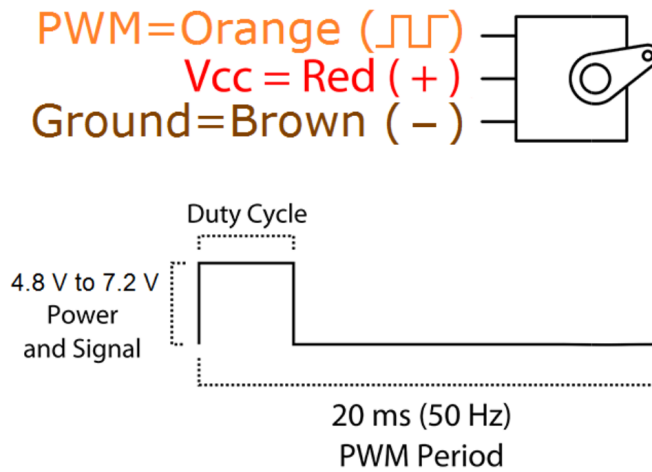 PWM=Orange (⎍⎍)
Vcc = Red ( + )
Ground=Brown ( − )
Duty Cycle
4.8 V to 7.2 V
Power
and Signal
20 ms (50 Hz)
PWM Period